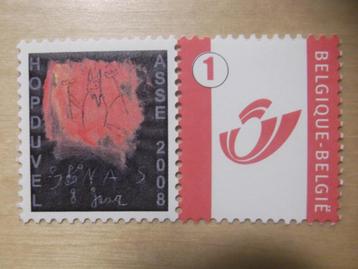 HOPDUVEL
ASSE 2008
JONAS
8 Jaar
1
BELGIQUE-BELGIË